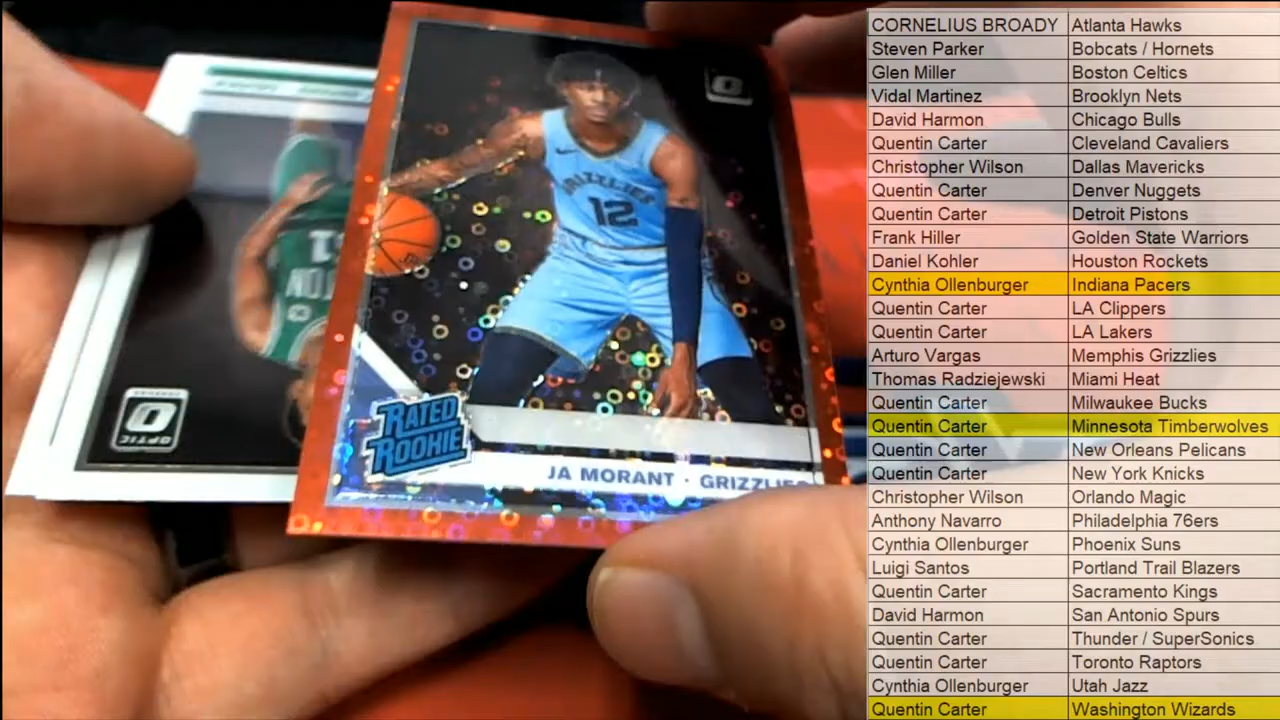 GRIZZLIES
12
RATED
ROOKIE
JA MORANT · GRIZZLIES
OPTIC
CORNELIUS BROADY Atlanta Hawks
Steven Parker Bobcats / Hornets
Glen Miller Boston Celtics
Vidal Martinez Brooklyn Nets
David Harmon Chicago Bulls
Quentin Carter Cleveland Cavaliers
Christopher Wilson Dallas Mavericks
Quentin Carter Denver Nuggets
Quentin Carter Detroit Pistons
Frank Hiller Golden State Warriors
Daniel Kohler Houston Rockets
Cynthia Ollenburger Indiana Pacers
Quentin Carter LA Clippers
Quentin Carter LA Lakers
Arturo Vargas Memphis Grizzlies
Thomas Radziejewski Miami Heat
Quentin Carter Milwaukee Bucks
Quentin Carter Minnesota Timberwolves
Quentin Carter New Orleans Pelicans
Quentin Carter New York Knicks
Christopher Wilson Orlando Magic
Anthony Navarro Philadelphia 76ers
Cynthia Ollenburger Phoenix Suns
Luigi Santos Portland Trail Blazers
Quentin Carter Sacramento Kings
David Harmon San Antonio Spurs
Quentin Carter Thunder / SuperSonics
Quentin Carter Toronto Raptors
Cynthia Ollenburger Utah Jazz
Quentin Carter Washington Wizards